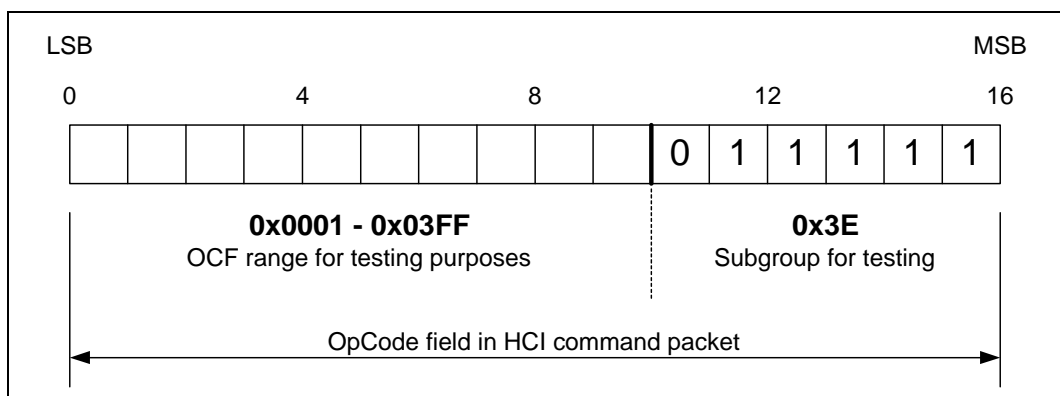 LSB MSB
0 4 8 12 16
0 1 1 1 1 1
0x0001 - 0x03FF 0x3E
OCF range for testing purposes Subgroup for testing
OpCode field in HCI command packet